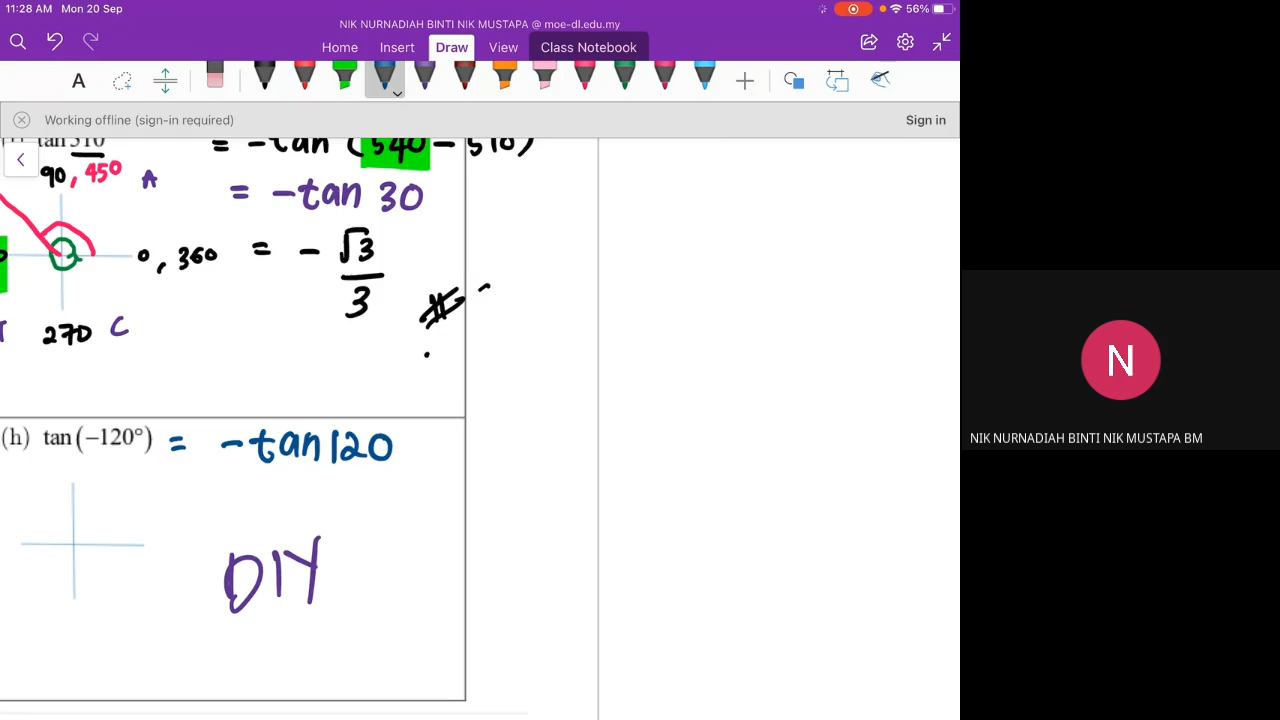 11:28 AM Mon 20 Sep
56%
NIK NURNADIAH BINTI NIK MUSTAPA @ moe-dl.edu.my
Home Insert Draw View Class Notebook
A
Working offline (sign-in required)
Sign in
tan 510 = -tan (540 - 510)
90, 450 A
= -tan 30
0, 360 = - √3/3
270 C
(h) tan(−120°) = -tan 120
DIY
N
NIK NURNADIAH BINTI NIK MUSTAPA BM